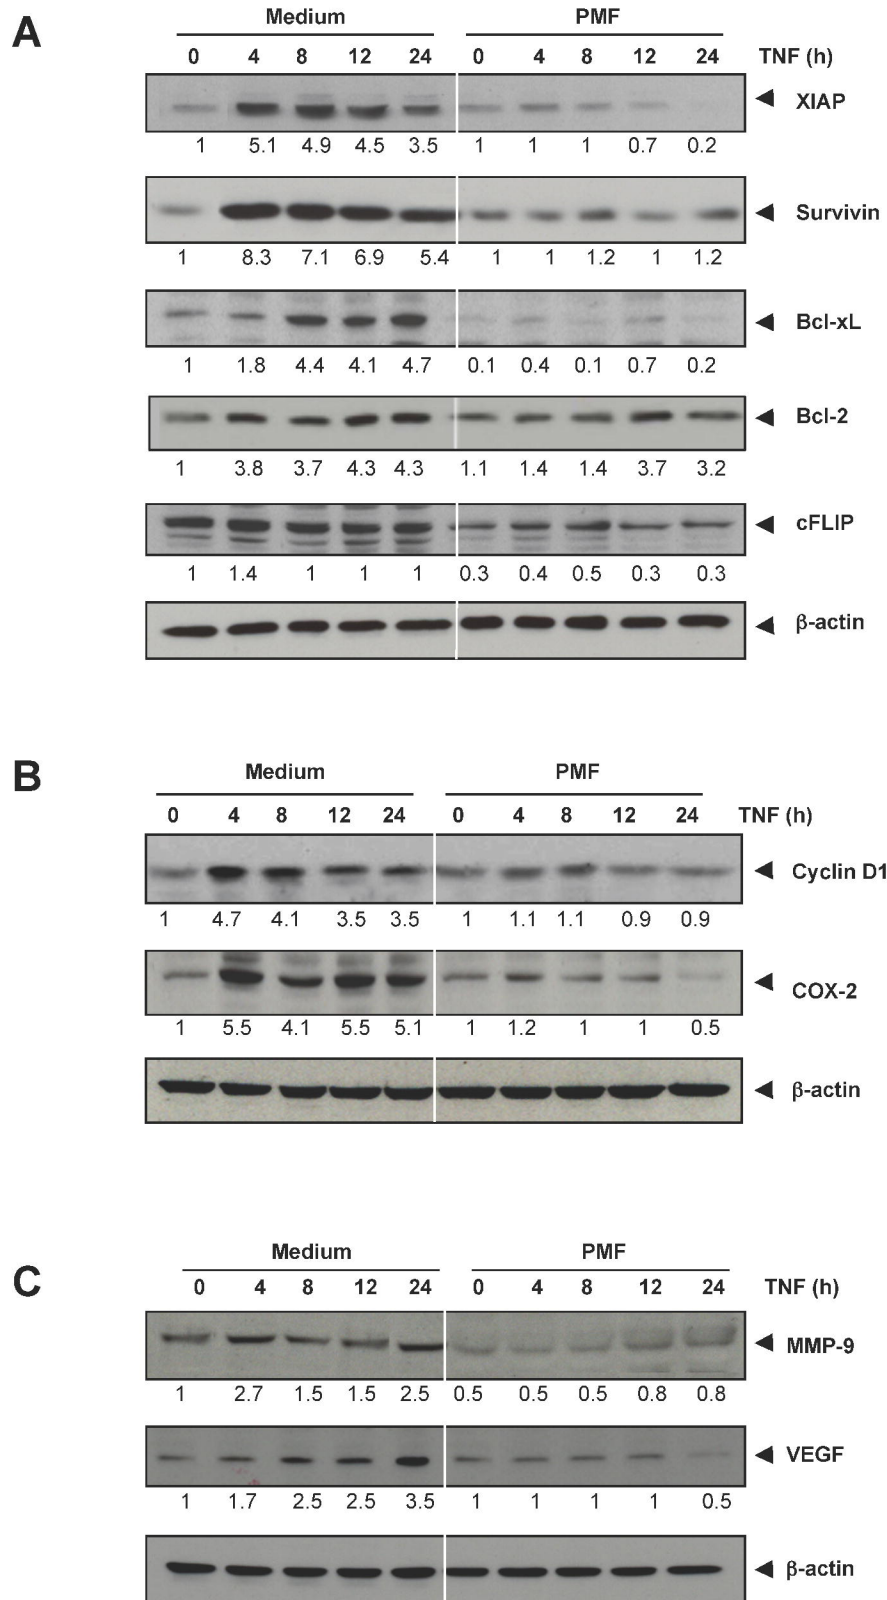 A
Medium PMF
0 4 8 12 24 0 4 8 12 24 TNF (h)
XIAP
1 5.1 4.9 4.5 3.5 1 1 1 0.7 0.2
Survivin
1 8.3 7.1 6.9 5.4 1 1 1.2 1 1.2
Bcl-xL
1 1.8 4.4 4.1 4.7 0.1 0.4 0.1 0.7 0.2
Bcl-2
1 3.8 3.7 4.3 4.3 1.1 1.4 1.4 3.7 3.2
cFLIP
1 1.4 1 1 1 0.3 0.4 0.5 0.3 0.3
β-actin
B
Medium PMF
0 4 8 12 24 0 4 8 12 24 TNF (h)
Cyclin D1
1 4.7 4.1 3.5 3.5 1 1.1 1.1 0.9 0.9
COX-2
1 5.5 4.1 5.5 5.1 1 1.2 1 1 0.5
β-actin
C
Medium PMF
0 4 8 12 24 0 4 8 12 24 TNF (h)
MMP-9
1 2.7 1.5 1.5 2.5 0.5 0.5 0.5 0.8 0.8
VEGF
1 1.7 2.5 2.5 3.5 1 1 1 1 0.5
β-actin